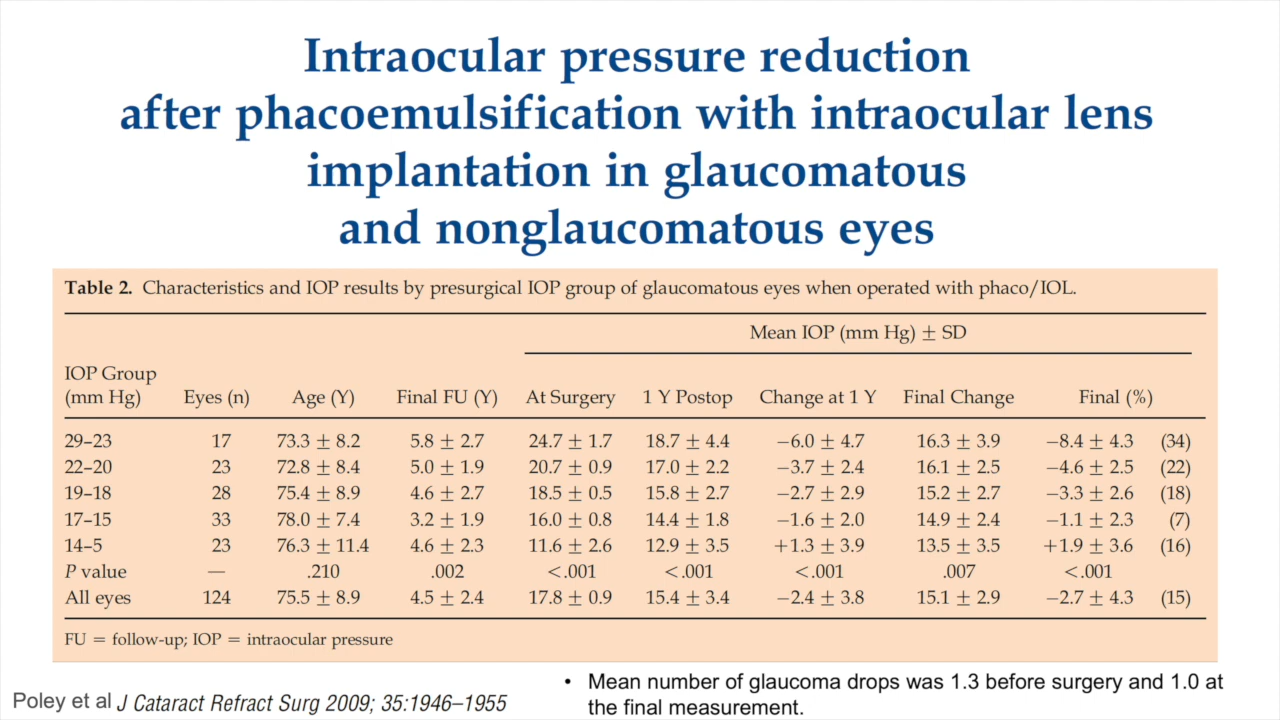 Intraocular pressure reduction
after phacoemulsification with intraocular lens
implantation in glaucomatous
and nonglaucomatous eyes
Table 2. Characteristics and IOP results by presurgical IOP group of glaucomatous eyes when operated with phaco/IOL.
Mean IOP (mm Hg) ± SD
IOP Group
(mm Hg) Eyes (n) Age (Y) Final FU (Y) At Surgery 1 Y Postop Change at 1 Y Final Change Final (%)
29–23 17 73.3 ± 8.2 5.8 ± 2.7 24.7 ± 1.7 18.7 ± 4.4 −6.0 ± 4.7 16.3 ± 3.9 −8.4 ± 4.3 (34)
22–20 23 72.8 ± 8.4 5.0 ± 1.9 20.7 ± 0.9 17.0 ± 2.2 −3.7 ± 2.4 16.1 ± 2.5 −4.6 ± 2.5 (22)
19–18 28 75.4 ± 8.9 4.6 ± 2.7 18.5 ± 0.5 15.8 ± 2.7 −2.7 ± 2.9 15.2 ± 2.7 −3.3 ± 2.6 (18)
17–15 33 78.0 ± 7.4 3.2 ± 1.9 16.0 ± 0.8 14.4 ± 1.8 −1.6 ± 2.0 14.9 ± 2.4 −1.1 ± 2.3 (7)
14–5 23 76.3 ± 11.4 4.6 ± 2.3 11.6 ± 2.6 12.9 ± 3.5 +1.3 ± 3.9 13.5 ± 3.5 +1.9 ± 3.6 (16)
P value — .210 .002 <.001 <.001 <.001 .007 <.001
All eyes 124 75.5 ± 8.9 4.5 ± 2.4 17.8 ± 0.9 15.4 ± 3.4 −2.4 ± 3.8 15.1 ± 2.9 −2.7 ± 4.3 (15)
FU = follow-up; IOP = intraocular pressure
Poley et al J Cataract Refract Surg 2009; 35:1946–1955
• Mean number of glaucoma drops was 1.3 before surgery and 1.0 at
the final measurement.